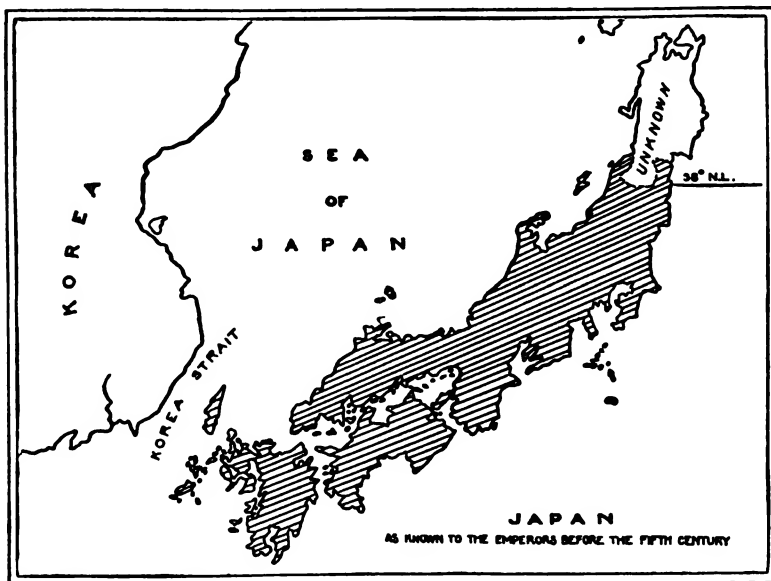 UNKNOWN
38° N.L.
SEA
OF
JAPAN
KOREA
KOREA STRAIT
JAPAN
AS KNOWN TO THE EMPERORS BEFORE THE FIFTH CENTURY